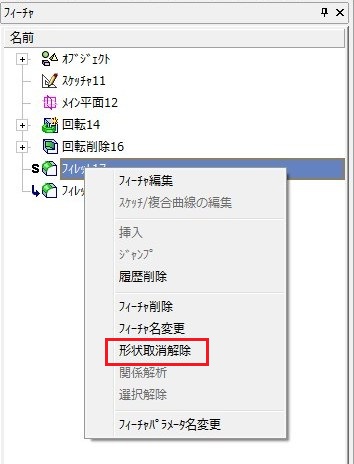 フィーチャ
名前
ｵﾌﾞｼﾞｪｸﾄ
ｽｹｯﾁｬ11
ﾒｲﾝ平面12
回転14
回転削除16
S ﾌｨﾚｯﾄ17
ﾌｨﾚｯ
ﾌｨｰﾁｬ編集
ｽｹｯﾁ/複合曲線の編集
挿入
ｼﾞｬﾝﾌﾟ
履歴削除
ﾌｨｰﾁｬ削除
ﾌｨｰﾁｬ名変更
形状取消解除
関係解析
選択解除
ﾌｨｰﾁｬﾊﾟﾗﾒｰﾀ名変更